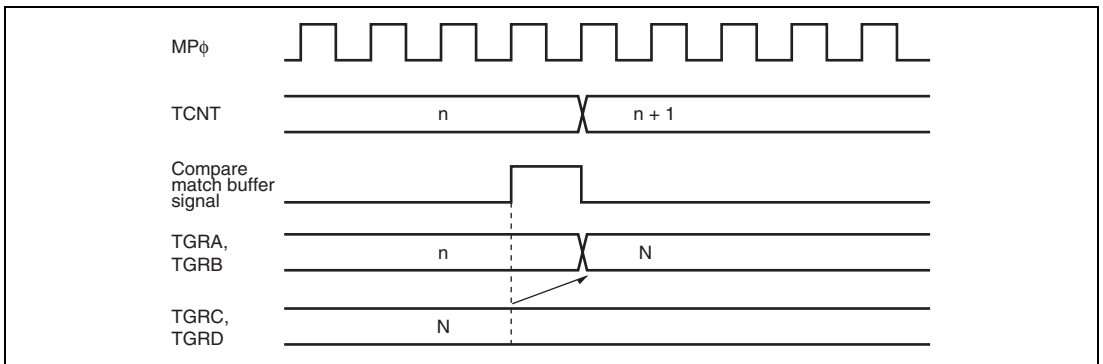 MPφ
TCNT
n
n + 1
Compare
match buffer
signal
TGRA,
TGRB
n
N
TGRC,
TGRD
N